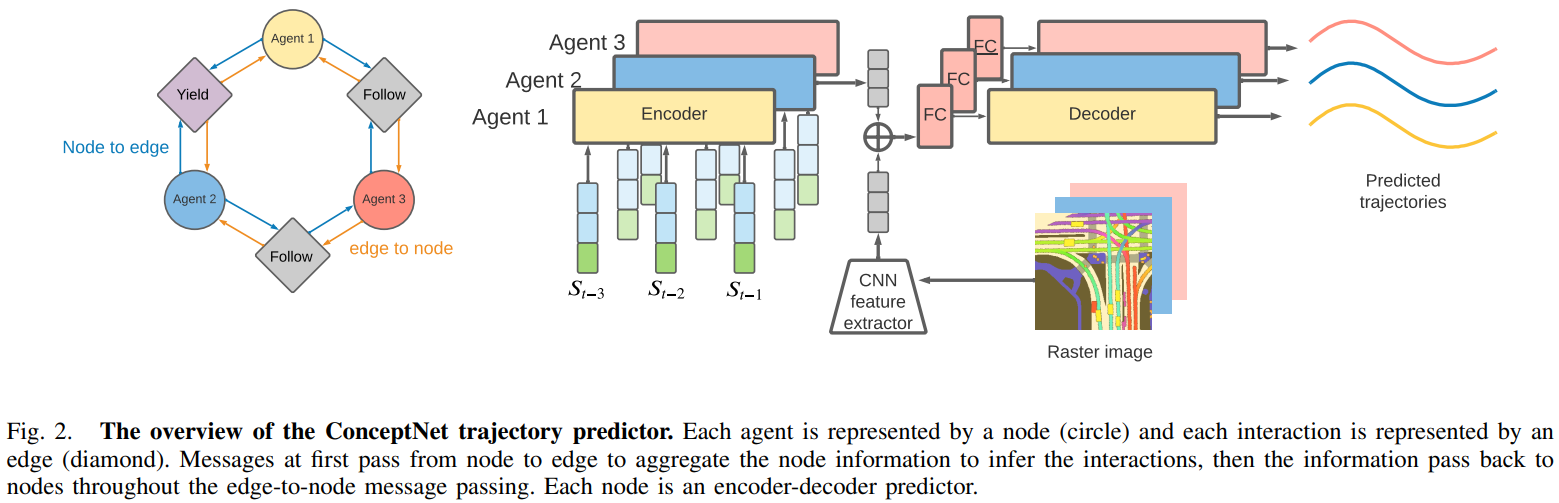 Agent 1
Yield
Follow
Node to edge
Agent 2
Agent 3
edge to node
Follow
Agent 3
Agent 2
Agent 1
Encoder
S_{t-3}
S_{t-2}
S_{t-1}
FC
FC
FC
Decoder
CNN
feature
extractor
Raster image
Predicted
trajectories
Fig. 2. The overview of the ConceptNet trajectory predictor. Each agent is represented by a node (circle) and each interaction is represented by an
edge (diamond). Messages at first pass from node to edge to aggregate the node information to infer the interactions, then the information pass back to
nodes throughout the edge-to-node message passing. Each node is an encoder-decoder predictor.